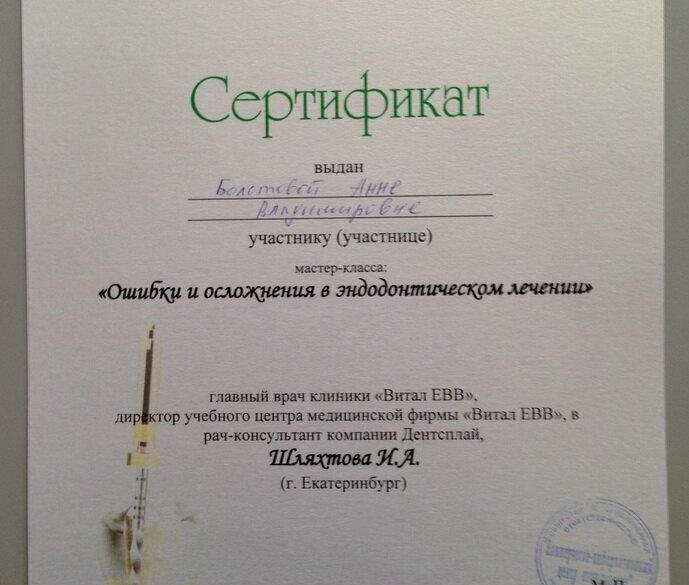 Сертификат
выдан
Болотовой Анне
Владимировне
участнику (участнице)
мастер-класса:
«Ошибки и осложнения в эндодонтическом лечении»
главный врач клиники «Витал ЕВВ»,
директор учебного центра медицинской фирмы «Витал ЕВВ», в
рач-консультант компании Дентсплай,
Шляхтова И.А.
(г. Екатеринбург)